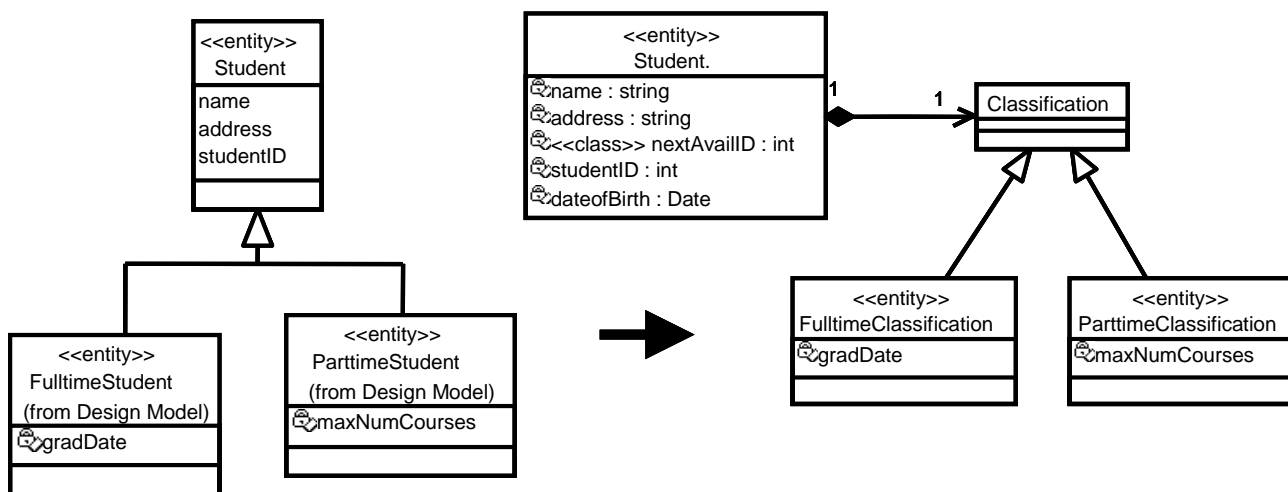 <<entity>>
Student
name
address
studentID
<<entity>>
FulltimeStudent
(from Design Model)
gradDate
<<entity>>
ParttimeStudent
(from Design Model)
maxNumCourses
<<entity>>
Student.
name : string
address : string
<<class>> nextAvailID : int
studentID : int
dateofBirth : Date
1
1
Classification
<<entity>>
FulltimeClassification
gradDate
<<entity>>
ParttimeClassification
maxNumCourses